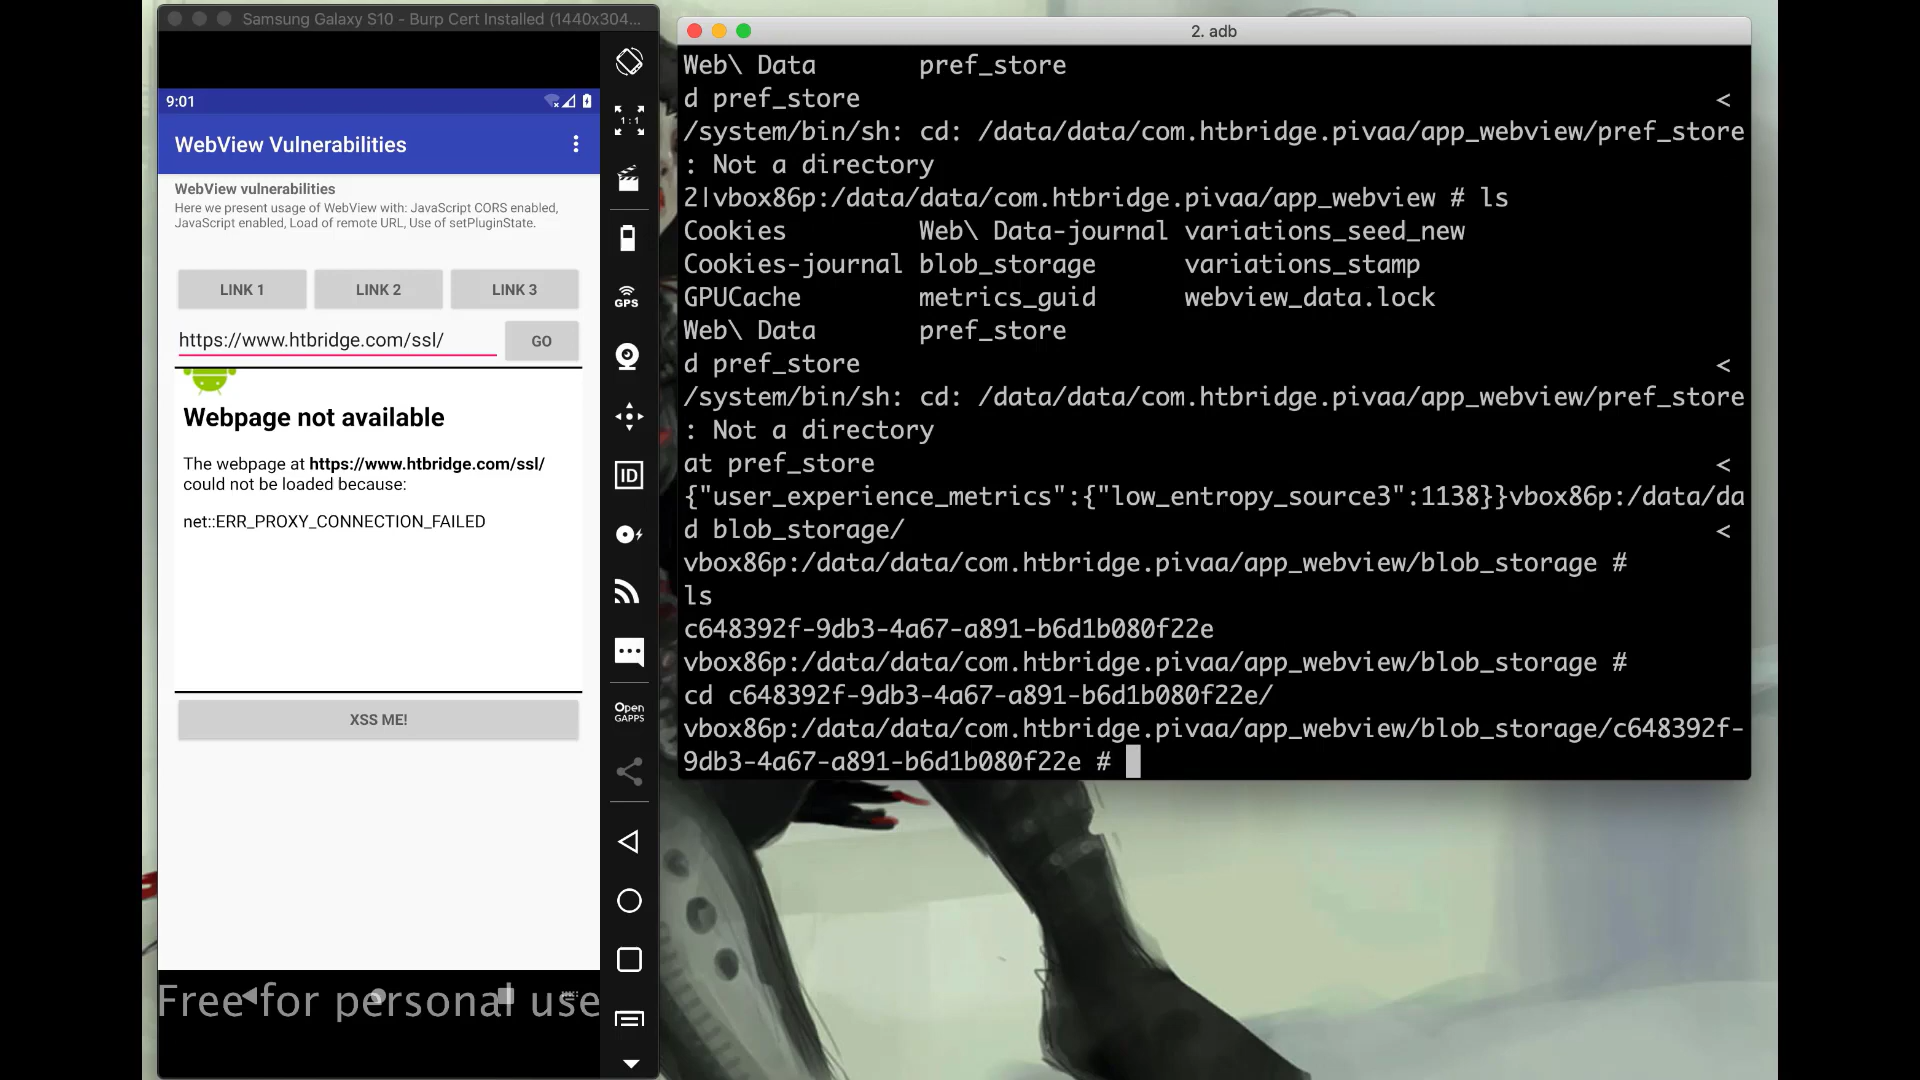 Samsung Galaxy S10 - Burp Cert Installed (1440x304...
9:01
WebView Vulnerabilities
WebView vulnerabilities
Here we present usage of WebView with: JavaScript CORS enabled,
JavaScript enabled, Load of remote URL, Use of setPluginState.
LINK 1
LINK 2
LINK 3
https://www.htbridge.com/ssl/
GO
Webpage not available
The webpage at https://www.htbridge.com/ssl/
could not be loaded because:
net::ERR_PROXY_CONNECTION_FAILED
XSS ME!
Free for personal use
1:1
GPS
ID
Open
GAPPS
2. adb
Web\ Data       pref_store
d pref_store <
/system/bin/sh: cd: /data/data/com.htbridge.pivaa/app_webview/pref_store
: Not a directory
2|vbox86p:/data/data/com.htbridge.pivaa/app_webview # ls
Cookies         Web\ Data-journal variations_seed_new
Cookies-journal blob_storage      variations_stamp
GPUCache        metrics_guid      webview_data.lock
Web\ Data       pref_store
d pref_store <
/system/bin/sh: cd: /data/data/com.htbridge.pivaa/app_webview/pref_store
: Not a directory
at pref_store <
{"user_experience_metrics":{"low_entropy_source3":1138}}vbox86p:/data/da
d blob_storage/ <
vbox86p:/data/data/com.htbridge.pivaa/app_webview/blob_storage #
ls
c648392f-9db3-4a67-a891-b6d1b080f22e
vbox86p:/data/data/com.htbridge.pivaa/app_webview/blob_storage #
cd c648392f-9db3-4a67-a891-b6d1b080f22e/
vbox86p:/data/data/com.htbridge.pivaa/app_webview/blob_storage/c648392f-
9db3-4a67-a891-b6d1b080f22e #